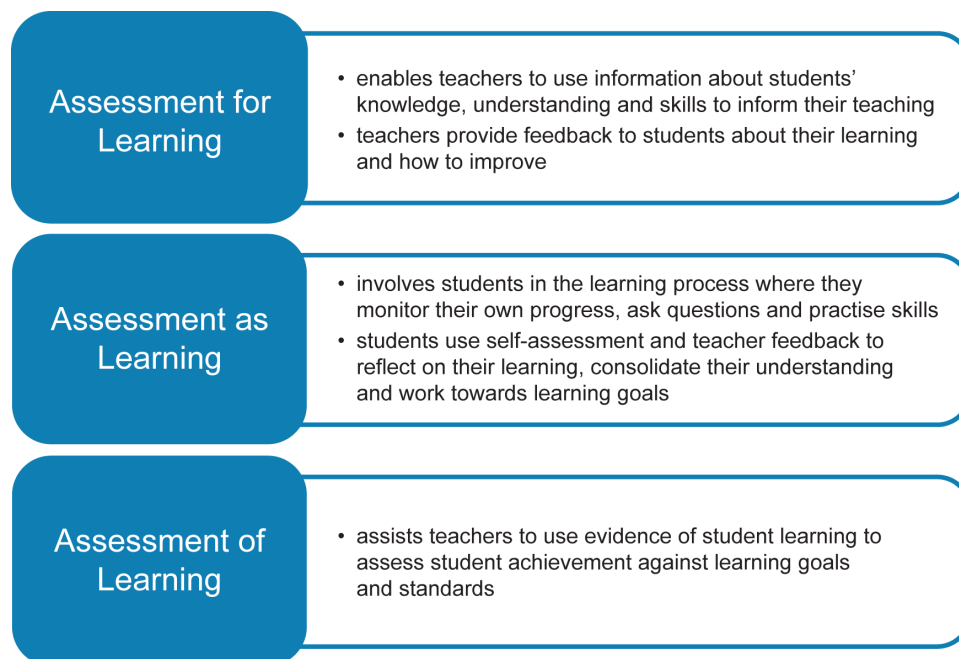 Assessment for
Learning
• enables teachers to use information about students’
knowledge, understanding and skills to inform their teaching
• teachers provide feedback to students about their learning
and how to improve
Assessment as
Learning
• involves students in the learning process where they
monitor their own progress, ask questions and practise skills
• students use self-assessment and teacher feedback to
reflect on their learning, consolidate their understanding
and work towards learning goals
Assessment of
Learning
• assists teachers to use evidence of student learning to
assess student achievement against learning goals
and standards